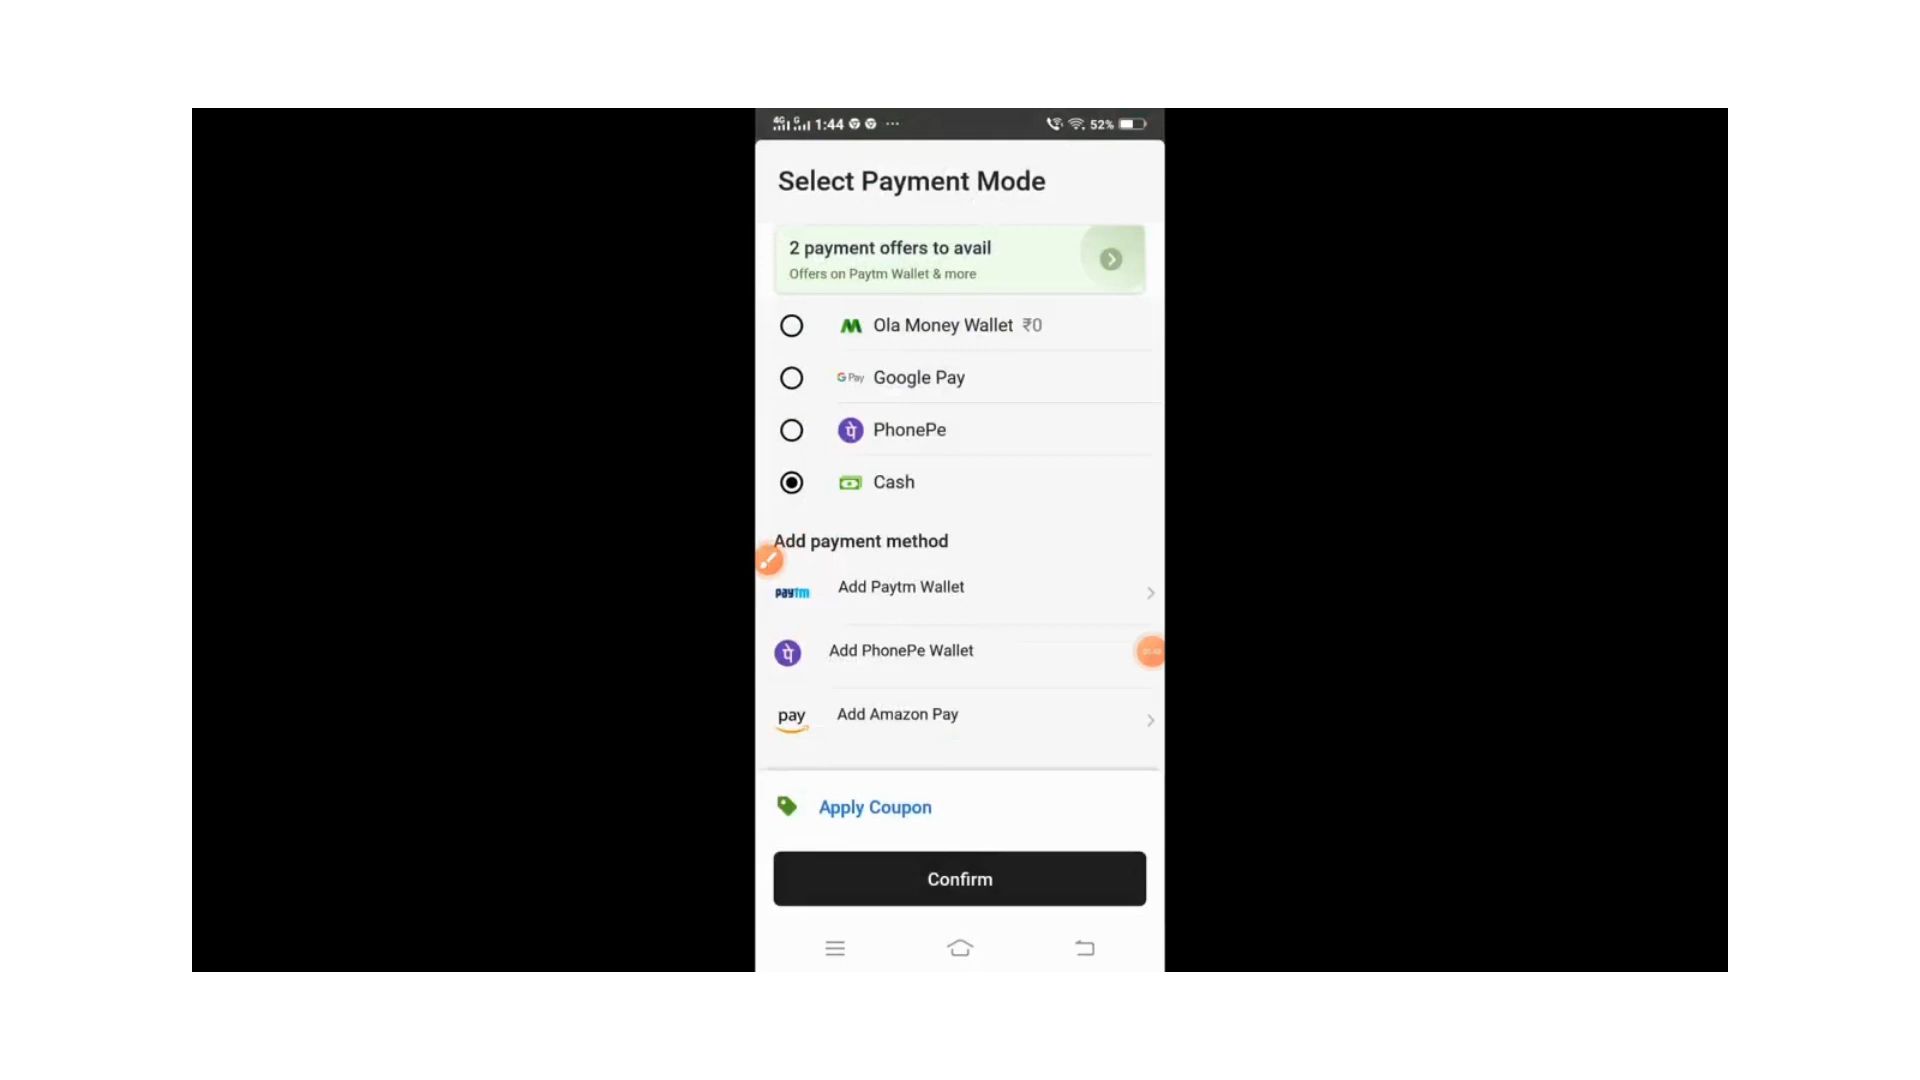 4G G 1:44 ... 52%
Select Payment Mode
2 payment offers to avail
Offers on Paytm Wallet & more
Ola Money Wallet ₹0
G Pay Google Pay
पे PhonePe
Cash
Add payment method
paytm Add Paytm Wallet
पे Add PhonePe Wallet
pay Add Amazon Pay
Apply Coupon
Confirm